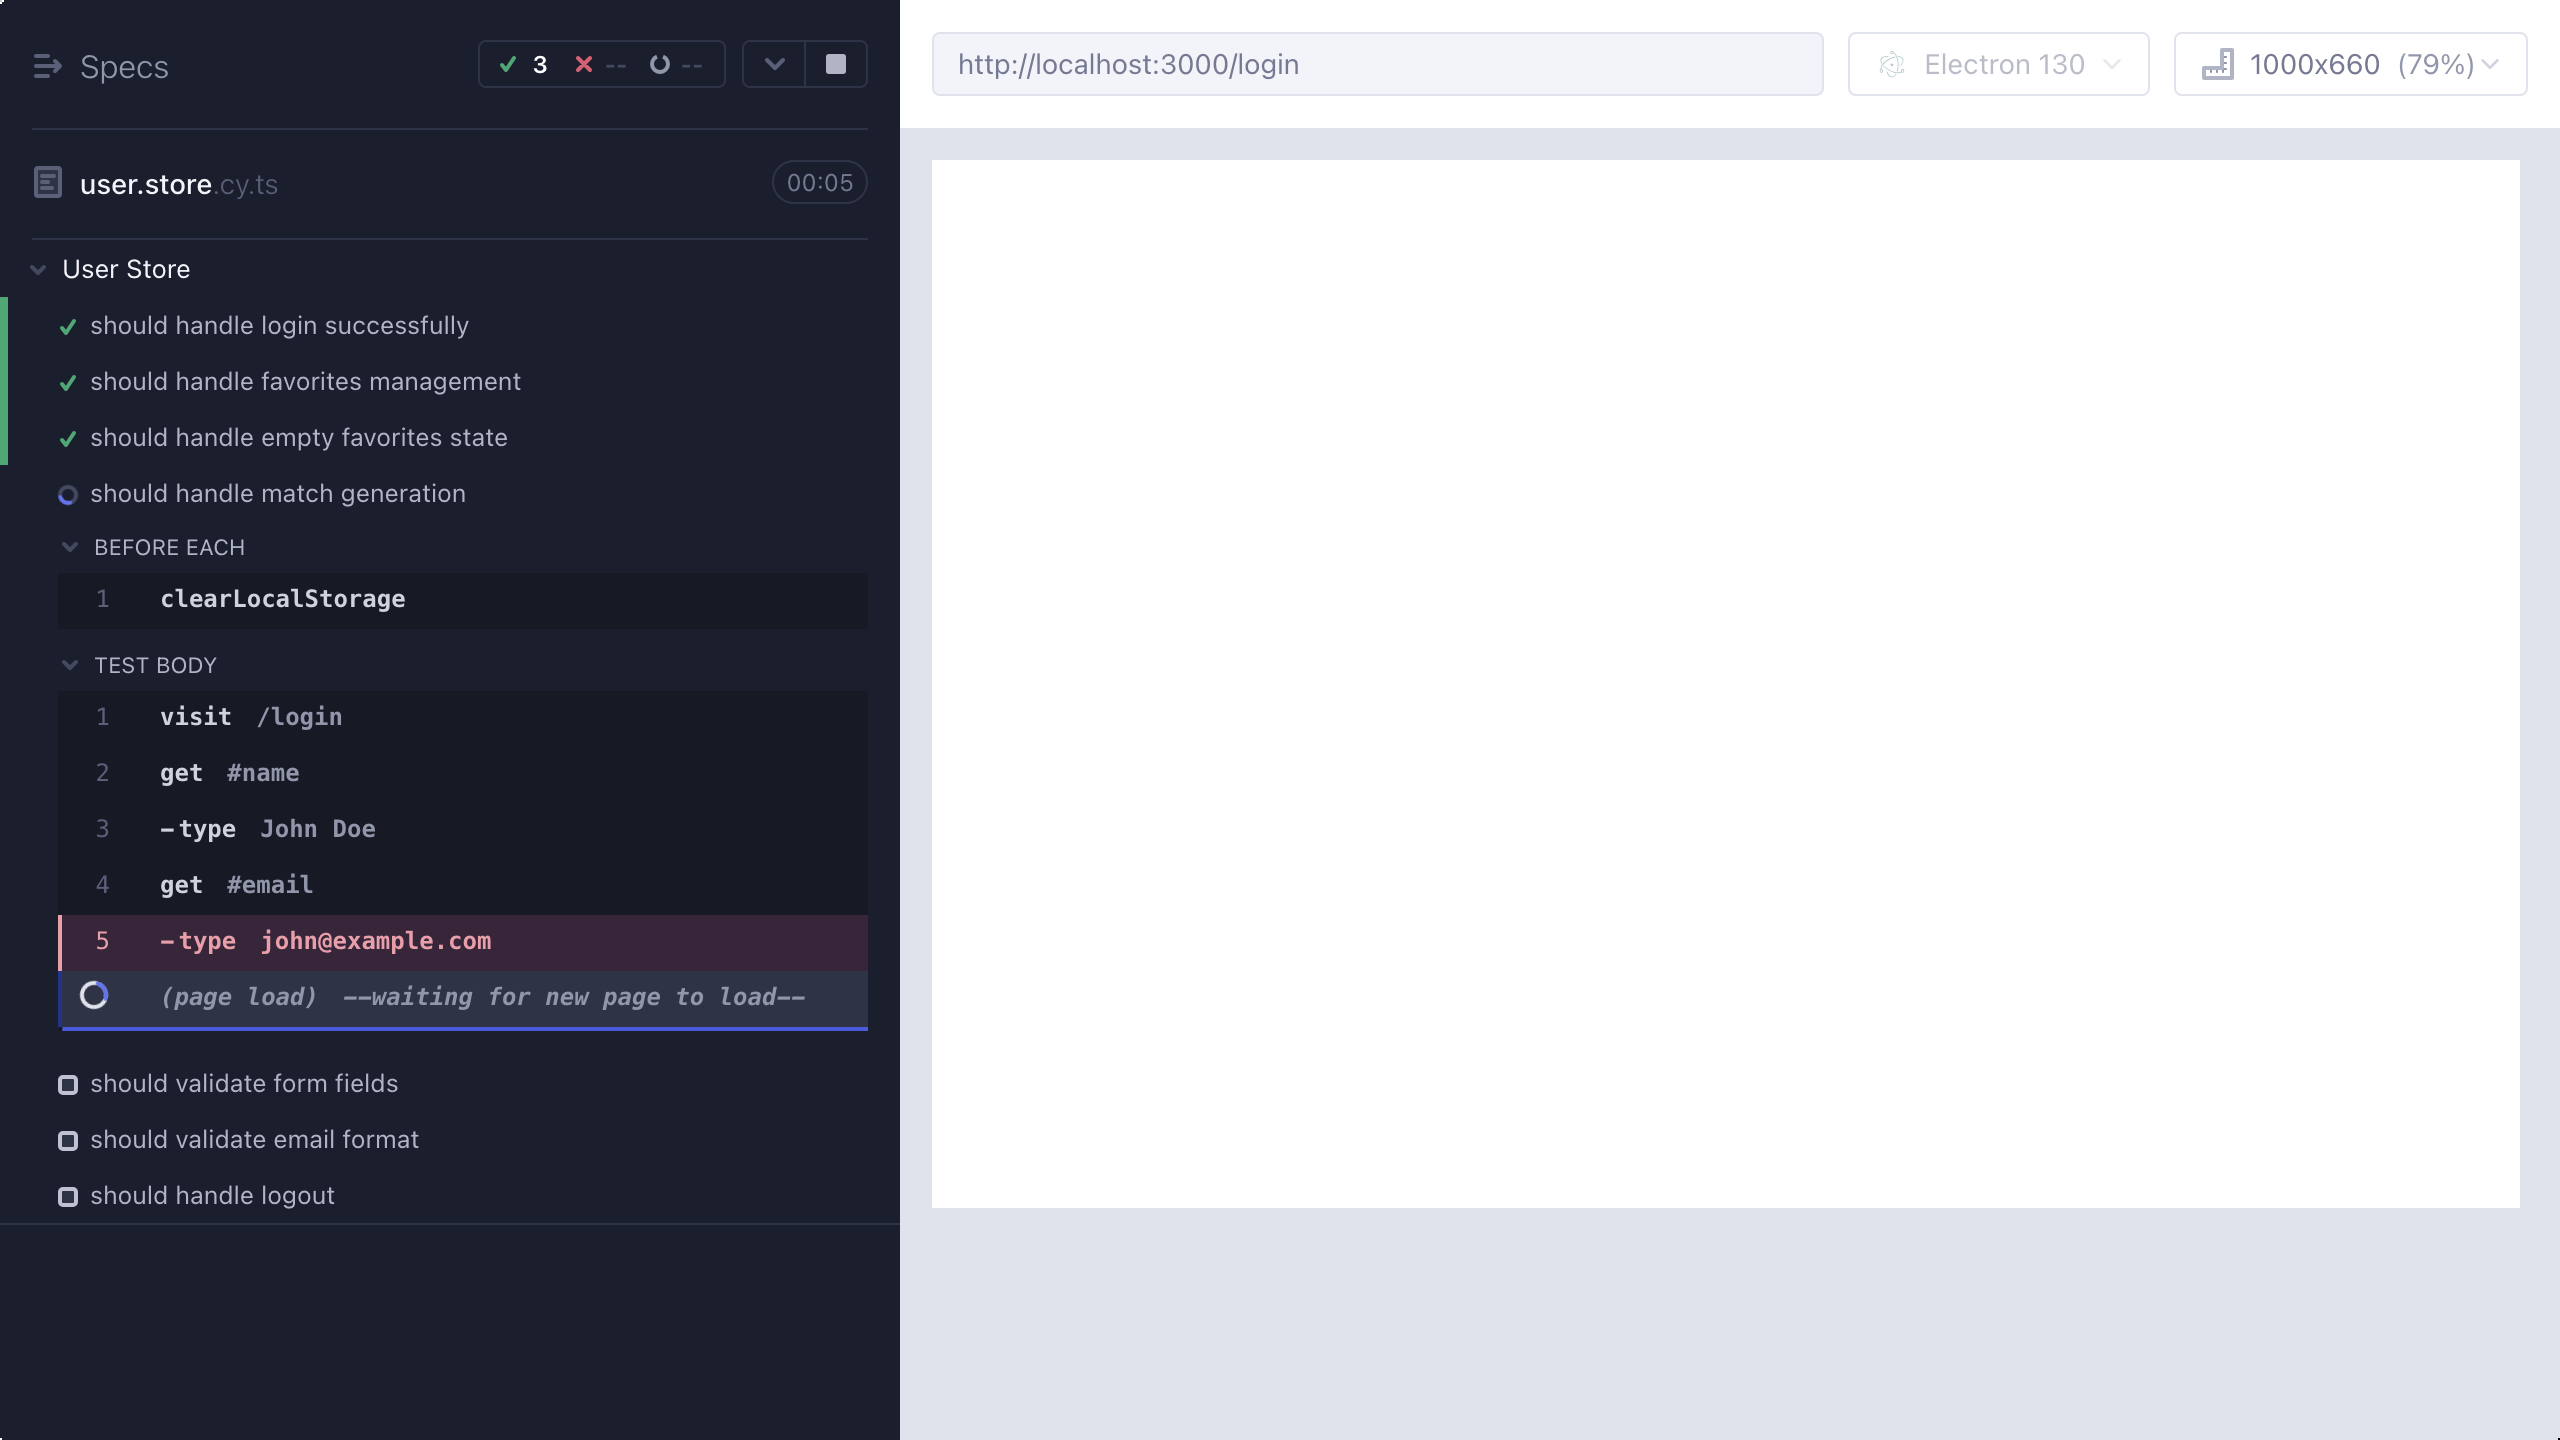 Specs 3 -- --
user.store.cy.ts 00:05
User Store
should handle login successfully
should handle favorites management
should handle empty favorites state
should handle match generation
BEFORE EACH
1 clearLocalStorage
TEST BODY
1 visit /login
2 get #name
3 -type John Doe
4 get #email
5 -type john@example.com
(page load) --waiting for new page to load--
should validate form fields
should validate email format
should handle logout
http://localhost:3000/login Electron 130 1000x660 (79%)